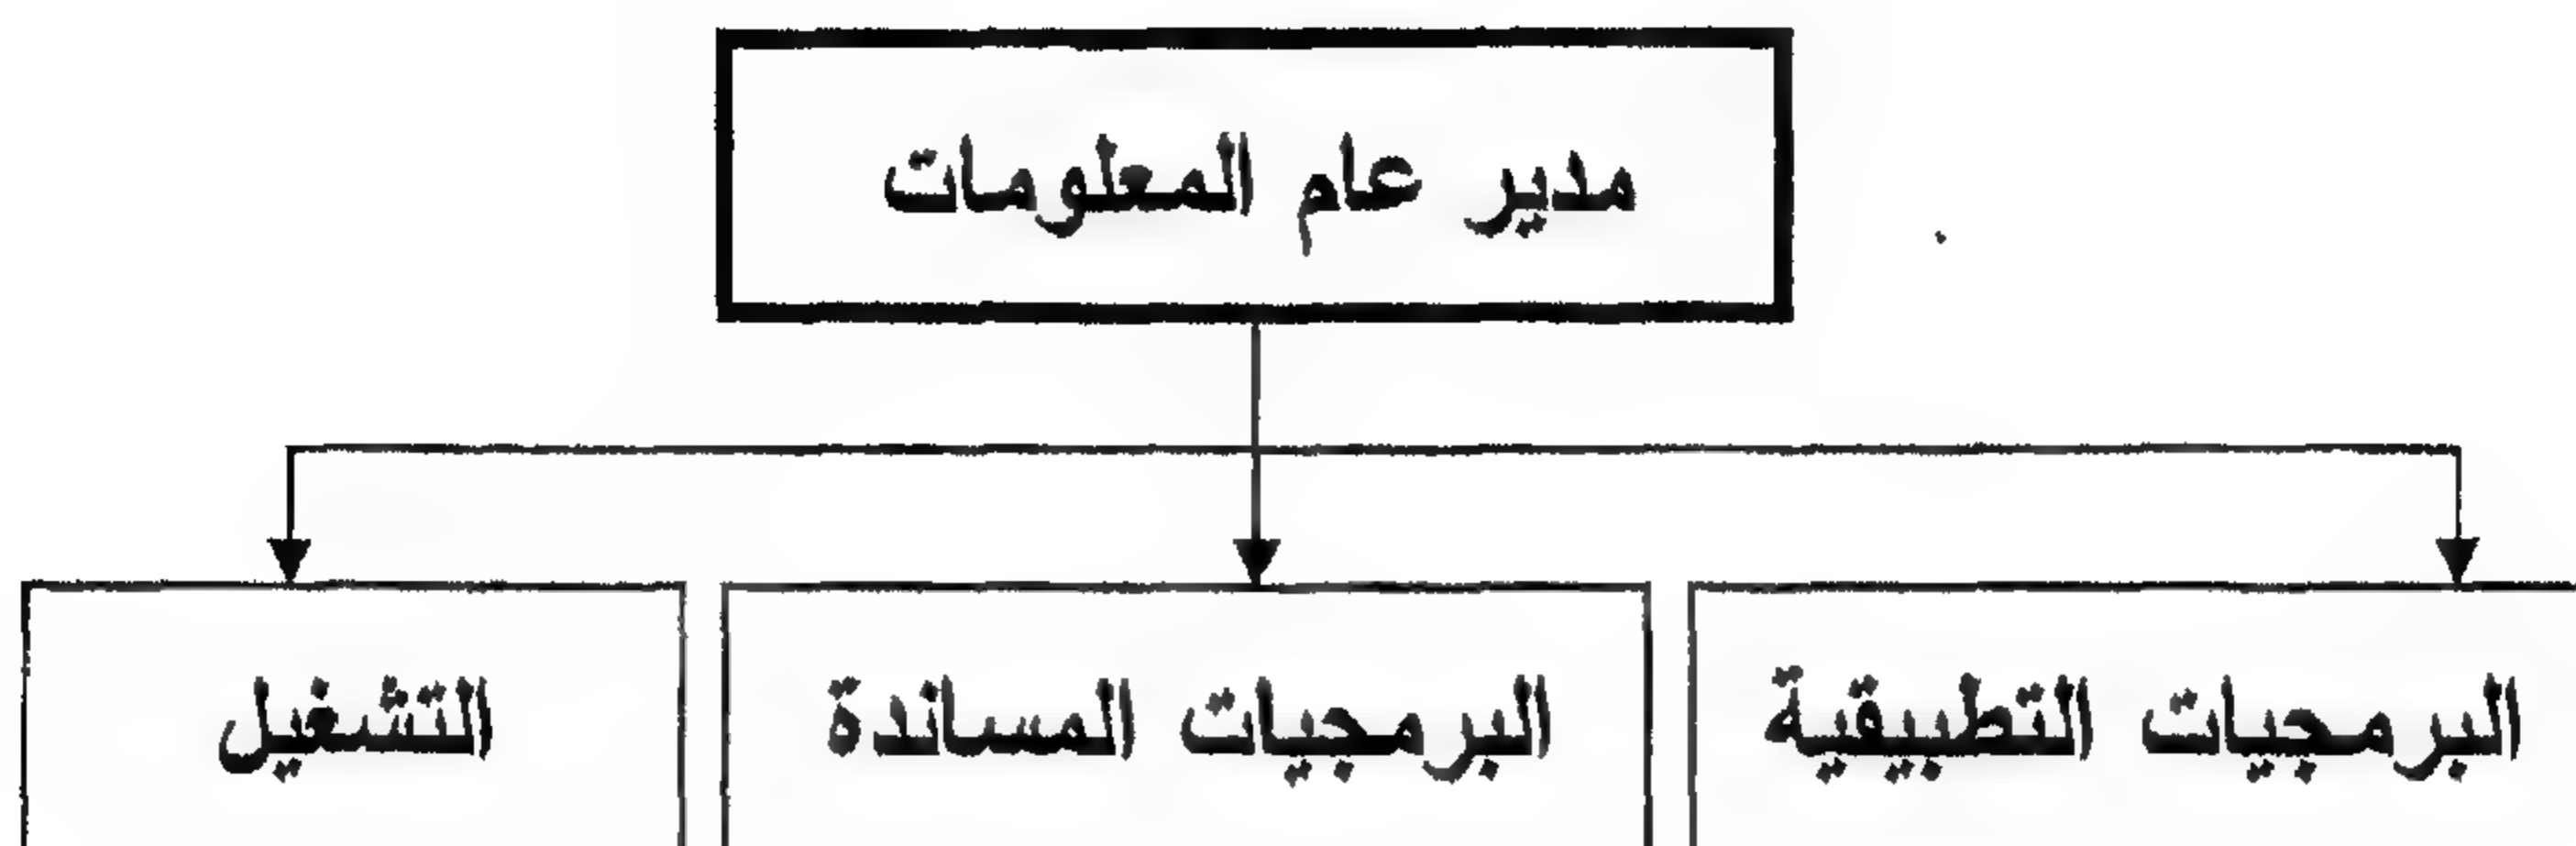 مدير عام المعلومات
البرمجيات التطبيقية
البرمجيات المساندة
التشغيل